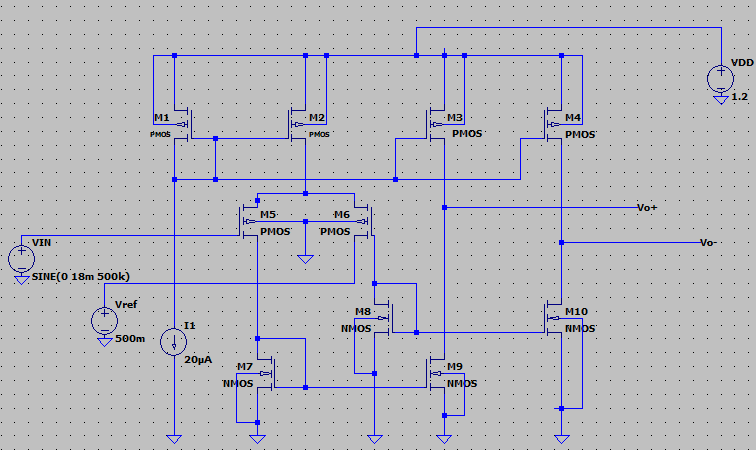 VDD
1.2
M1
PMOS
M2
PMOS
M3
PMOS
M4
PMOS
M5
PMOS
M6
PMOS
Vo+
VIN
SINE(0 18m 500k)
Vo-
Vref
500m
I1
20µA
M8
NMOS
M10
NMOS
M7
NMOS
M9
NMOS